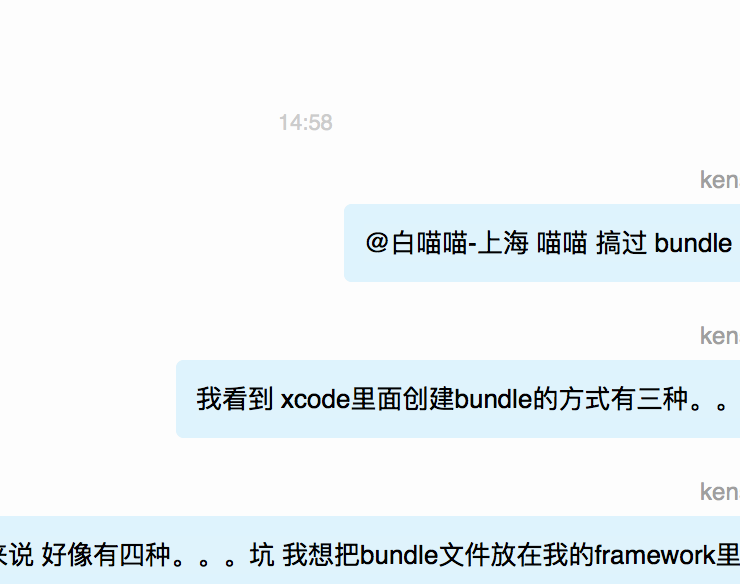 14:58
ken
@白喵喵-上海 喵喵 搞过 bundle
ken
我看到 xcode里面创建bundle的方式有三种。。
ken
来说 好像有四种。。。坑 我想把bundle文件放在我的framework里